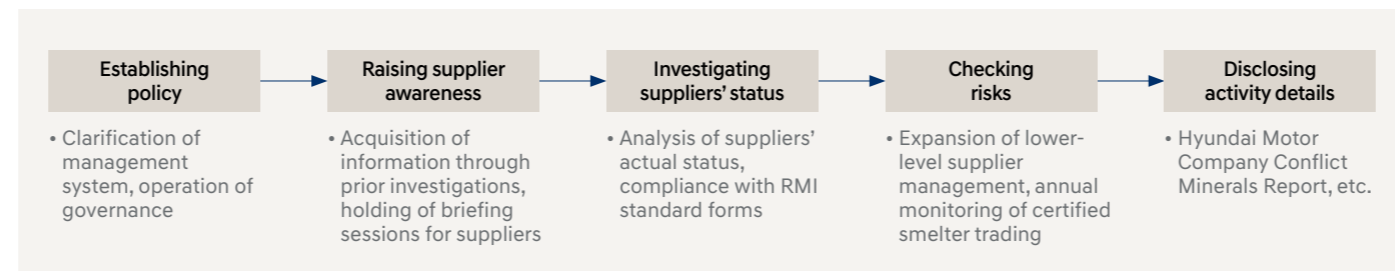 Establishing
policy
• Clarification of
management
system, operation of
governance
Raising supplier
awareness
• Acquisition of
information through
prior investigations,
holding of briefing
sessions for suppliers
Investigating
suppliers’ status
• Analysis of suppliers’
actual status,
compliance with RMI
standard forms
Checking
risks
• Expansion of lower-
level supplier
management, annual
monitoring of certified
smelter trading
Disclosing
activity details
• Hyundai Motor
Company Conflict
Minerals Report, etc.